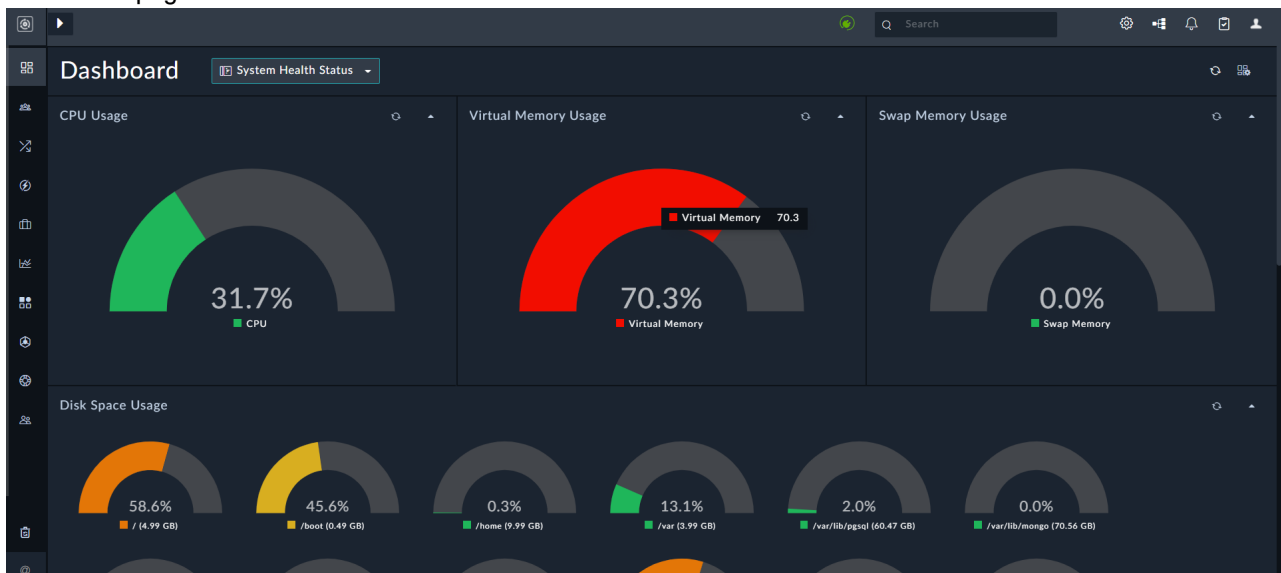 Search
Dashboard
System Health Status
CPU Usage
Virtual Memory Usage
Swap Memory Usage
Virtual Memory 70.3
31.7%
CPU
70.3%
Virtual Memory
0.0%
Swap Memory
Disk Space Usage
58.6%
/ (4.99 GB)
45.6%
/boot (0.49 GB)
0.3%
/home (9.99 GB)
13.1%
/var (3.99 GB)
2.0%
/var/lib/pgsql (60.47 GB)
0.0%
/var/lib/mongo (70.56 GB)